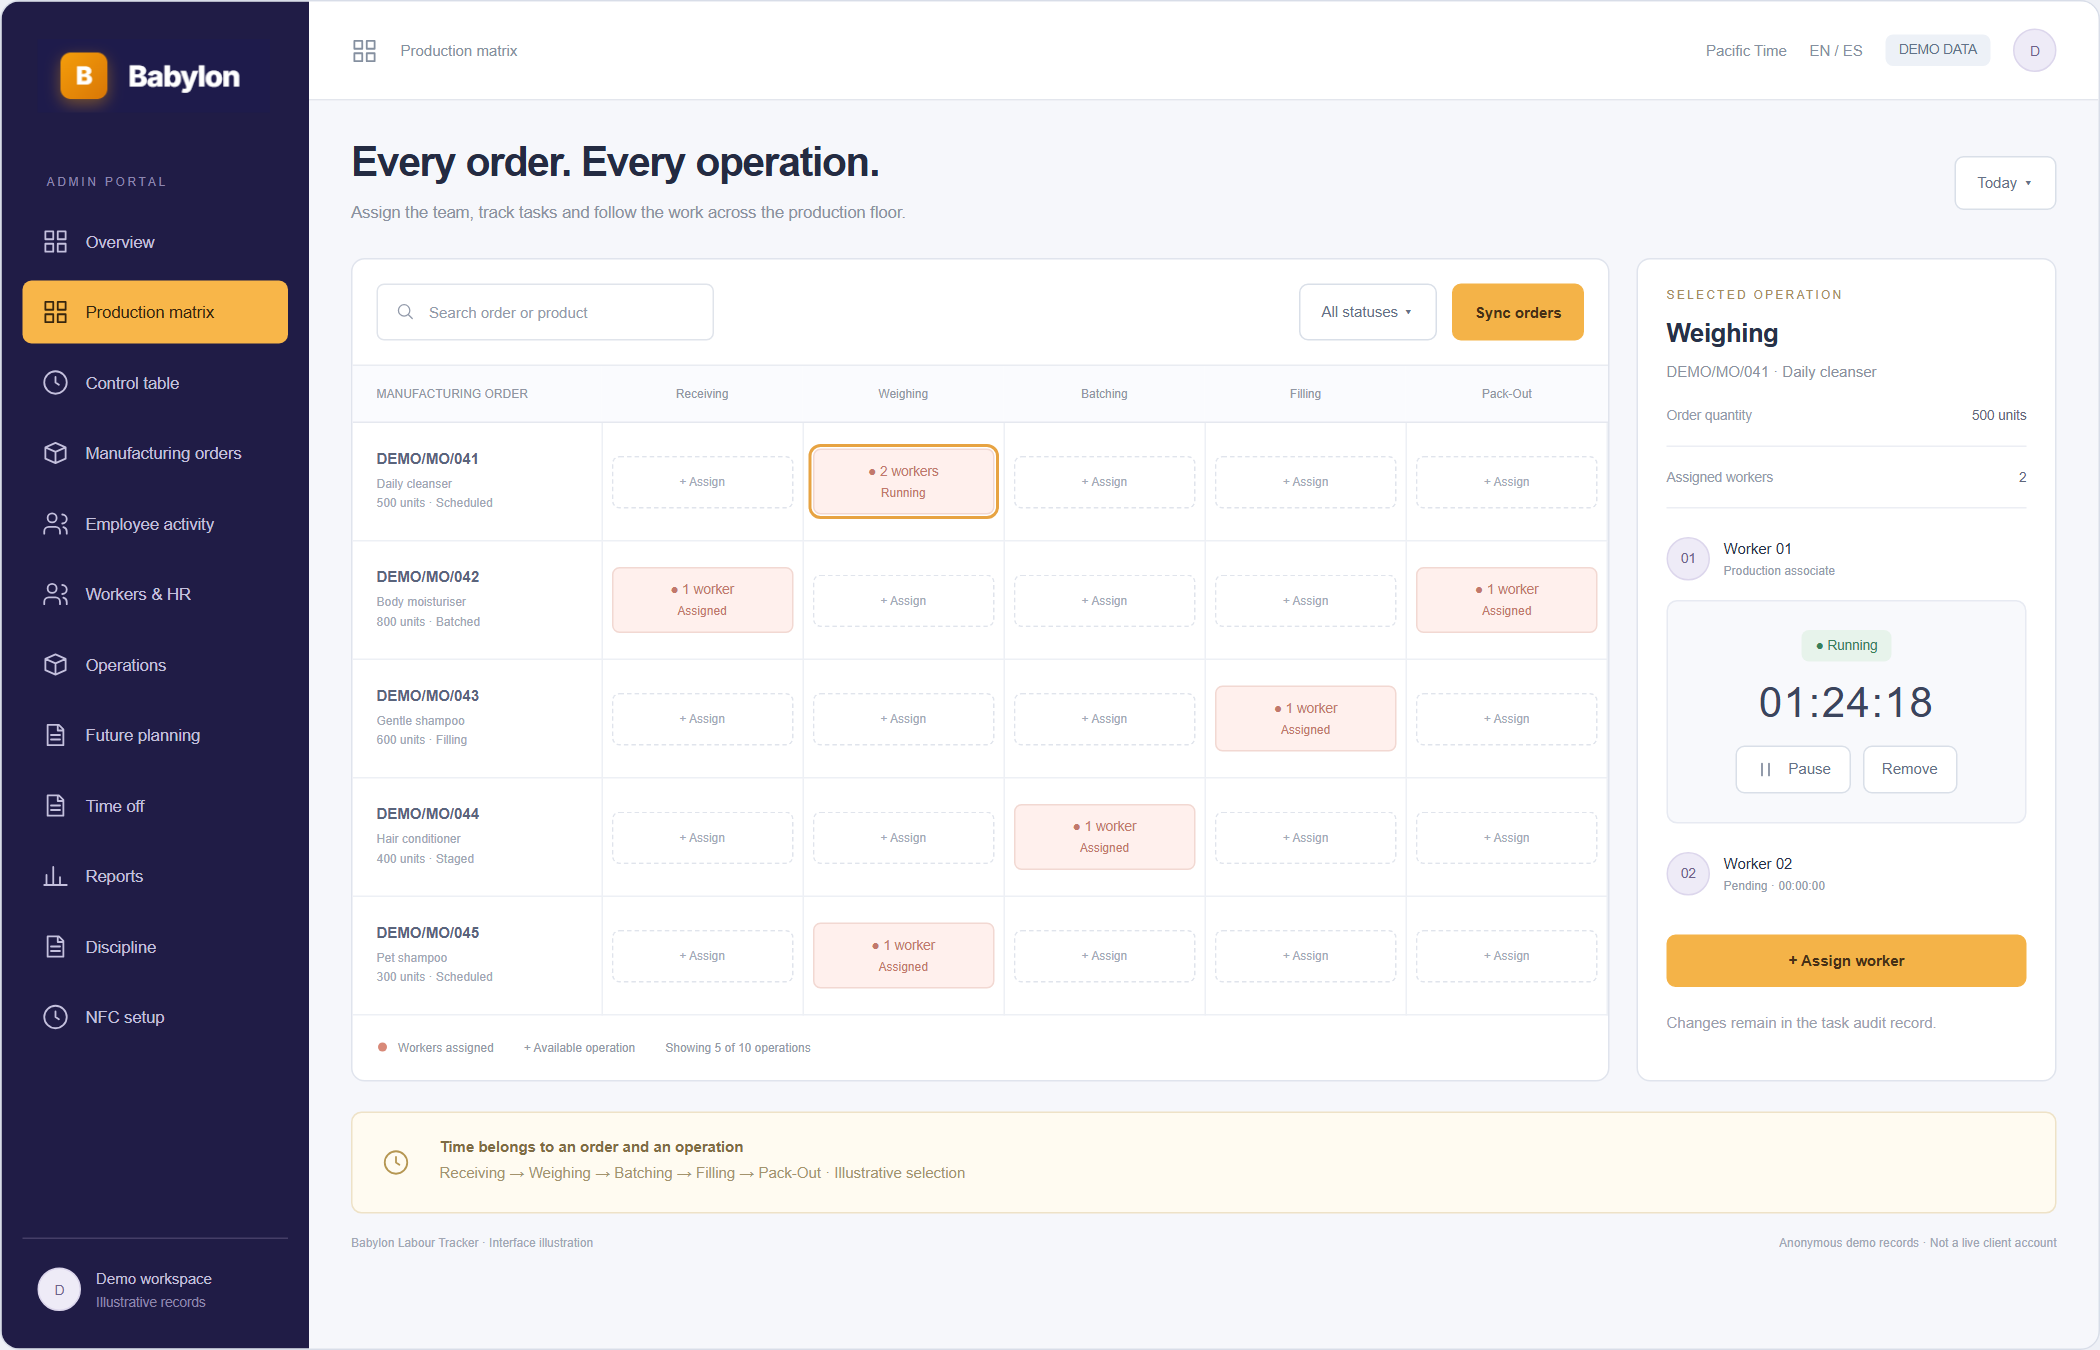 B Babylon
ADMIN PORTAL
Overview
Production matrix
Control table
Manufacturing orders
Employee activity
Workers & HR
Operations
Future planning
Time off
Reports
Discipline
NFC setup
D
Demo workspace
Illustrative records
Production matrix
Pacific Time EN / ES DEMO DATA D
Every order. Every operation.
Assign the team, track tasks and follow the work across the production floor.
Today ▾
Search order or product
All statuses ▾
Sync orders
MANUFACTURING ORDER Receiving Weighing Batching Filling Pack-Out
DEMO/MO/041
Daily cleanser
500 units · Scheduled
+ Assign
● 2 workers
Running
+ Assign
+ Assign
+ Assign
DEMO/MO/042
Body moisturiser
800 units · Batched
● 1 worker
Assigned
+ Assign
+ Assign
+ Assign
● 1 worker
Assigned
DEMO/MO/043
Gentle shampoo
600 units · Filling
+ Assign
+ Assign
+ Assign
● 1 worker
Assigned
+ Assign
DEMO/MO/044
Hair conditioner
400 units · Staged
+ Assign
+ Assign
● 1 worker
Assigned
+ Assign
+ Assign
DEMO/MO/045
Pet shampoo
300 units · Scheduled
+ Assign
● 1 worker
Assigned
+ Assign
+ Assign
+ Assign
Workers assigned + Available operation Showing 5 of 10 operations
SELECTED OPERATION
Weighing
DEMO/MO/041 · Daily cleanser
Order quantity 500 units
Assigned workers 2
01
Worker 01
Production associate
● Running
01:24:18
Pause
Remove
02
Worker 02
Pending · 00:00:00
+ Assign worker
Changes remain in the task audit record.
Time belongs to an order and an operation
Receiving → Weighing → Batching → Filling → Pack-Out · Illustrative selection
Babylon Labour Tracker · Interface illustration
Anonymous demo records · Not a live client account